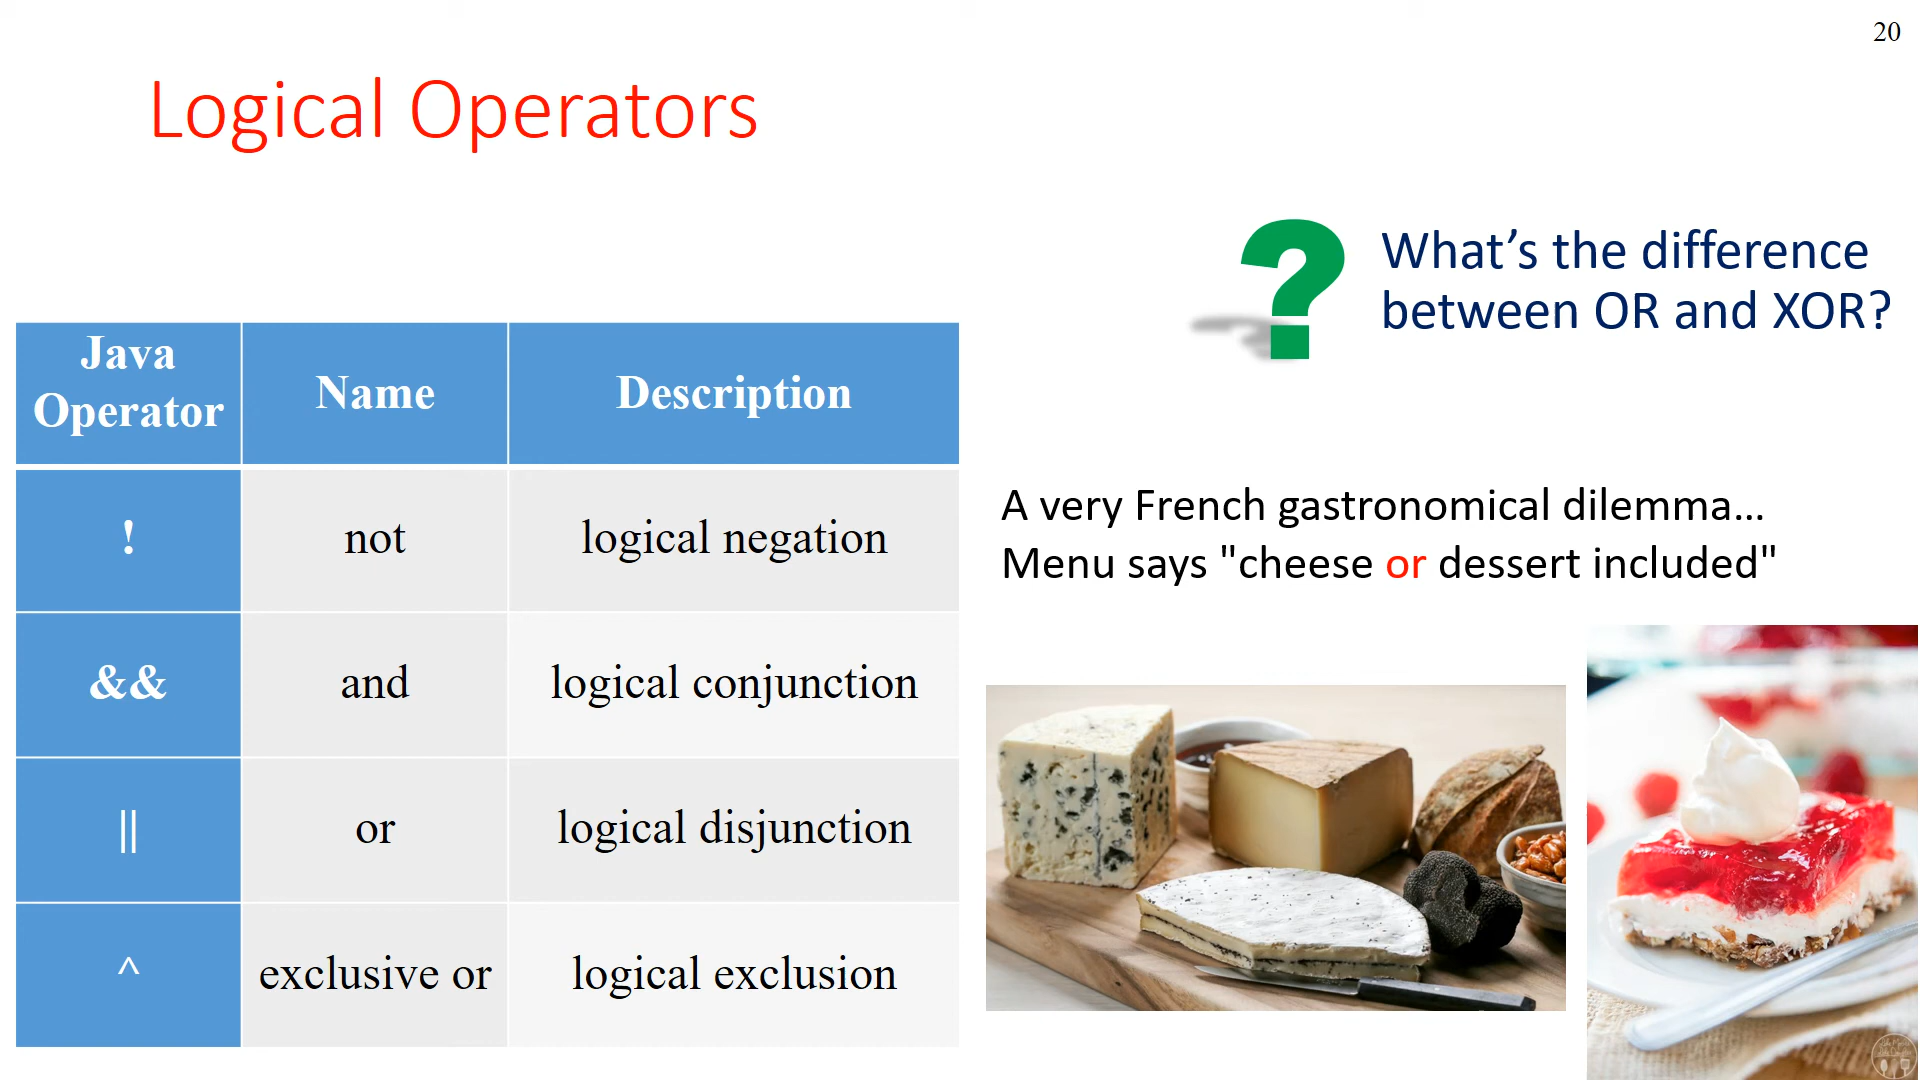 20
Logical Operators
What’s the difference
between OR and XOR?
Java
Operator
Name
Description
!
not
logical negation
&&
and
logical conjunction
||
or
logical disjunction
^
exclusive or
logical exclusion
A very French gastronomical dilemma...
Menu says "cheese or dessert included"